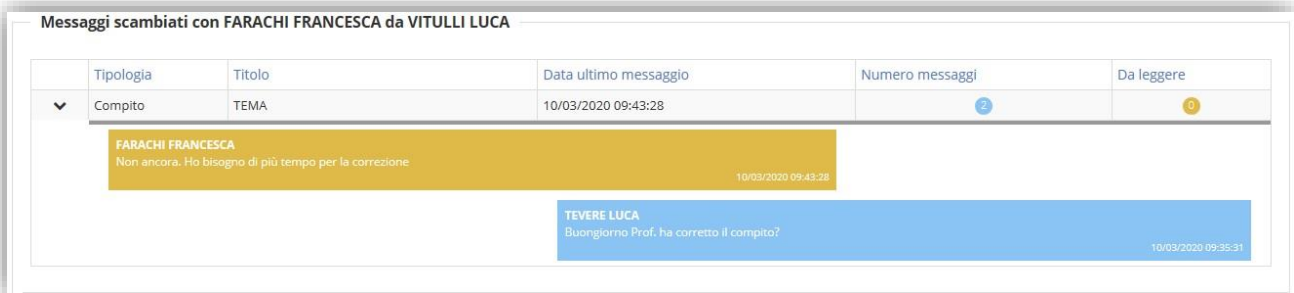 Messaggi scambiati con FARACHI FRANCESCA da VITULLI LUCA
Tipologia Titolo Data ultimo messaggio Numero messaggi Da leggere
Compito TEMA 10/03/2020 09:43:28 2 0
FARACHI FRANCESCA
Non ancora. Ho bisogno di più tempo per la correzione
10/03/2020 09:43:28
TEVERE LUCA
Buongiorno Prof. ha corretto il compito?
10/03/2020 09:35:31